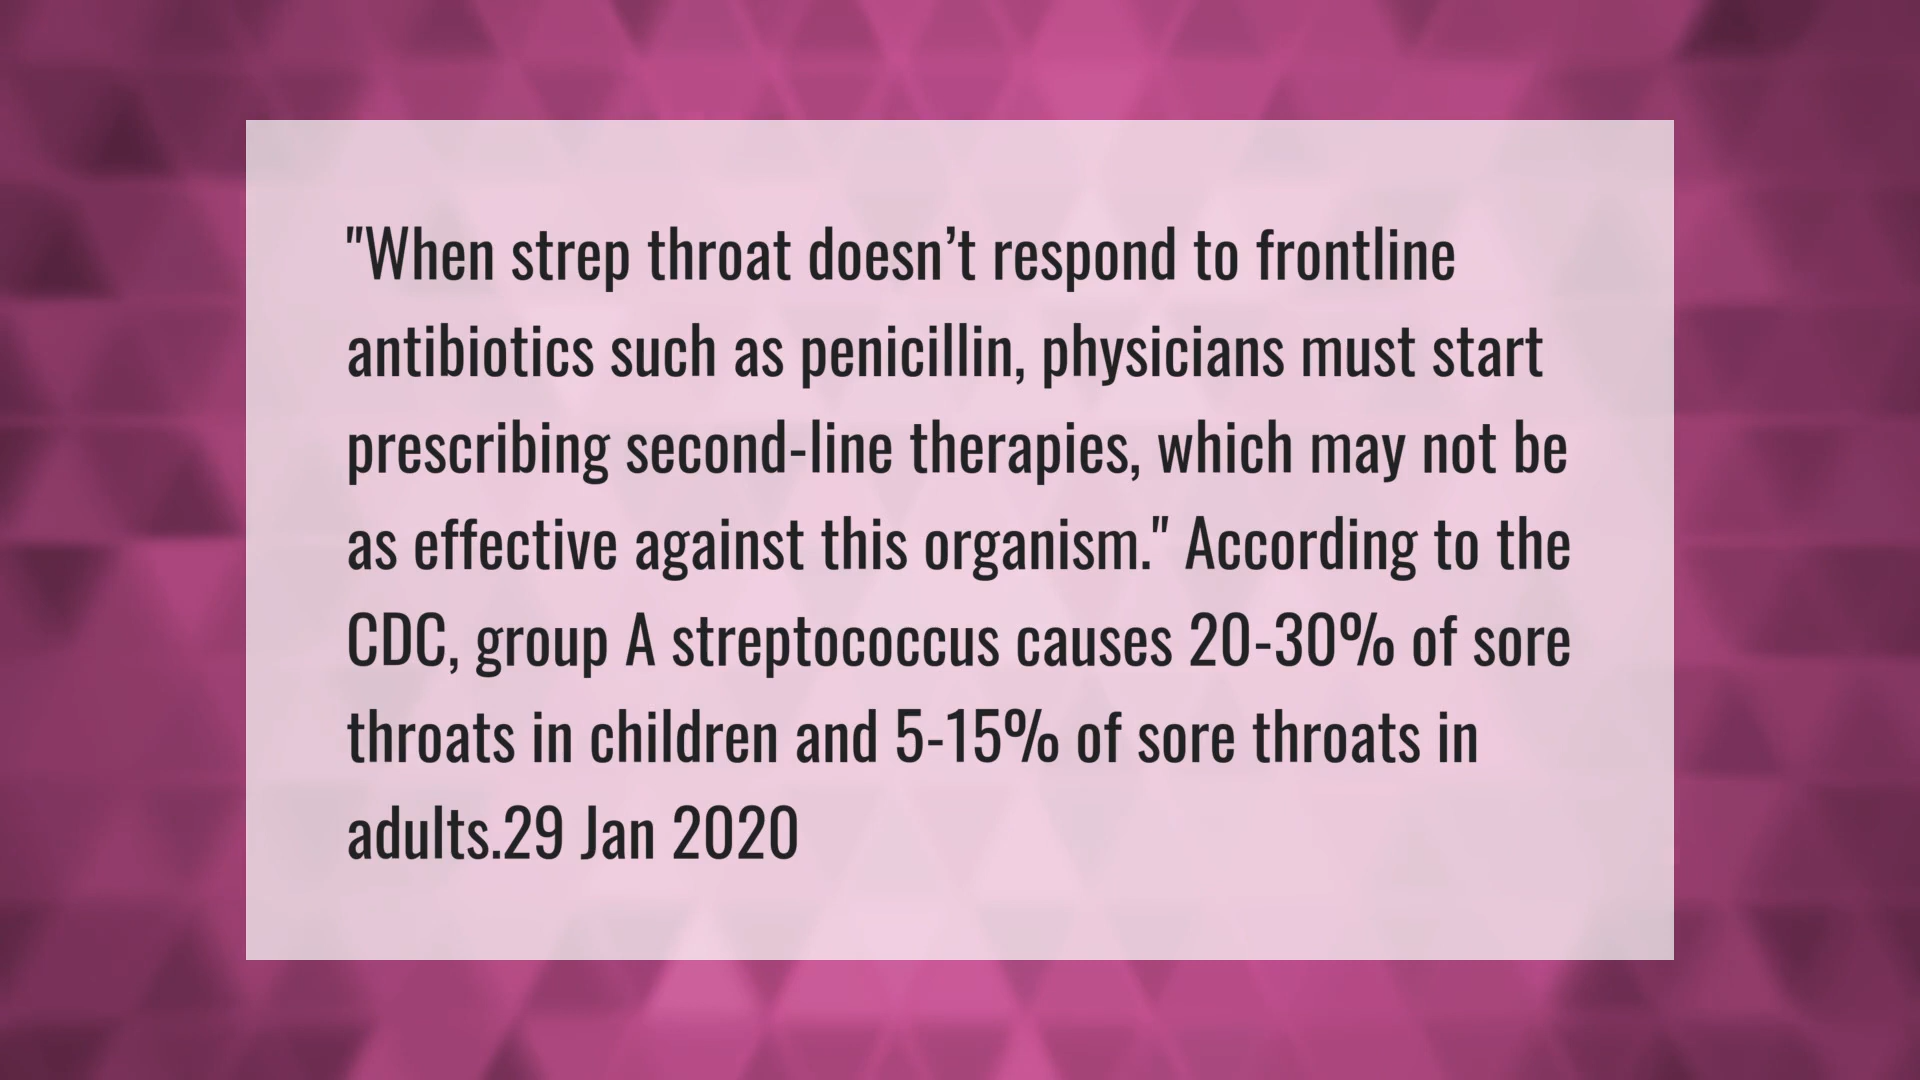 "When strep throat doesn’t respond to frontline
antibiotics such as penicillin, physicians must start
prescribing second-line therapies, which may not be
as effective against this organism." According to the
CDC, group A streptococcus causes 20-30% of sore
throats in children and 5-15% of sore throats in
adults.29 Jan 2020